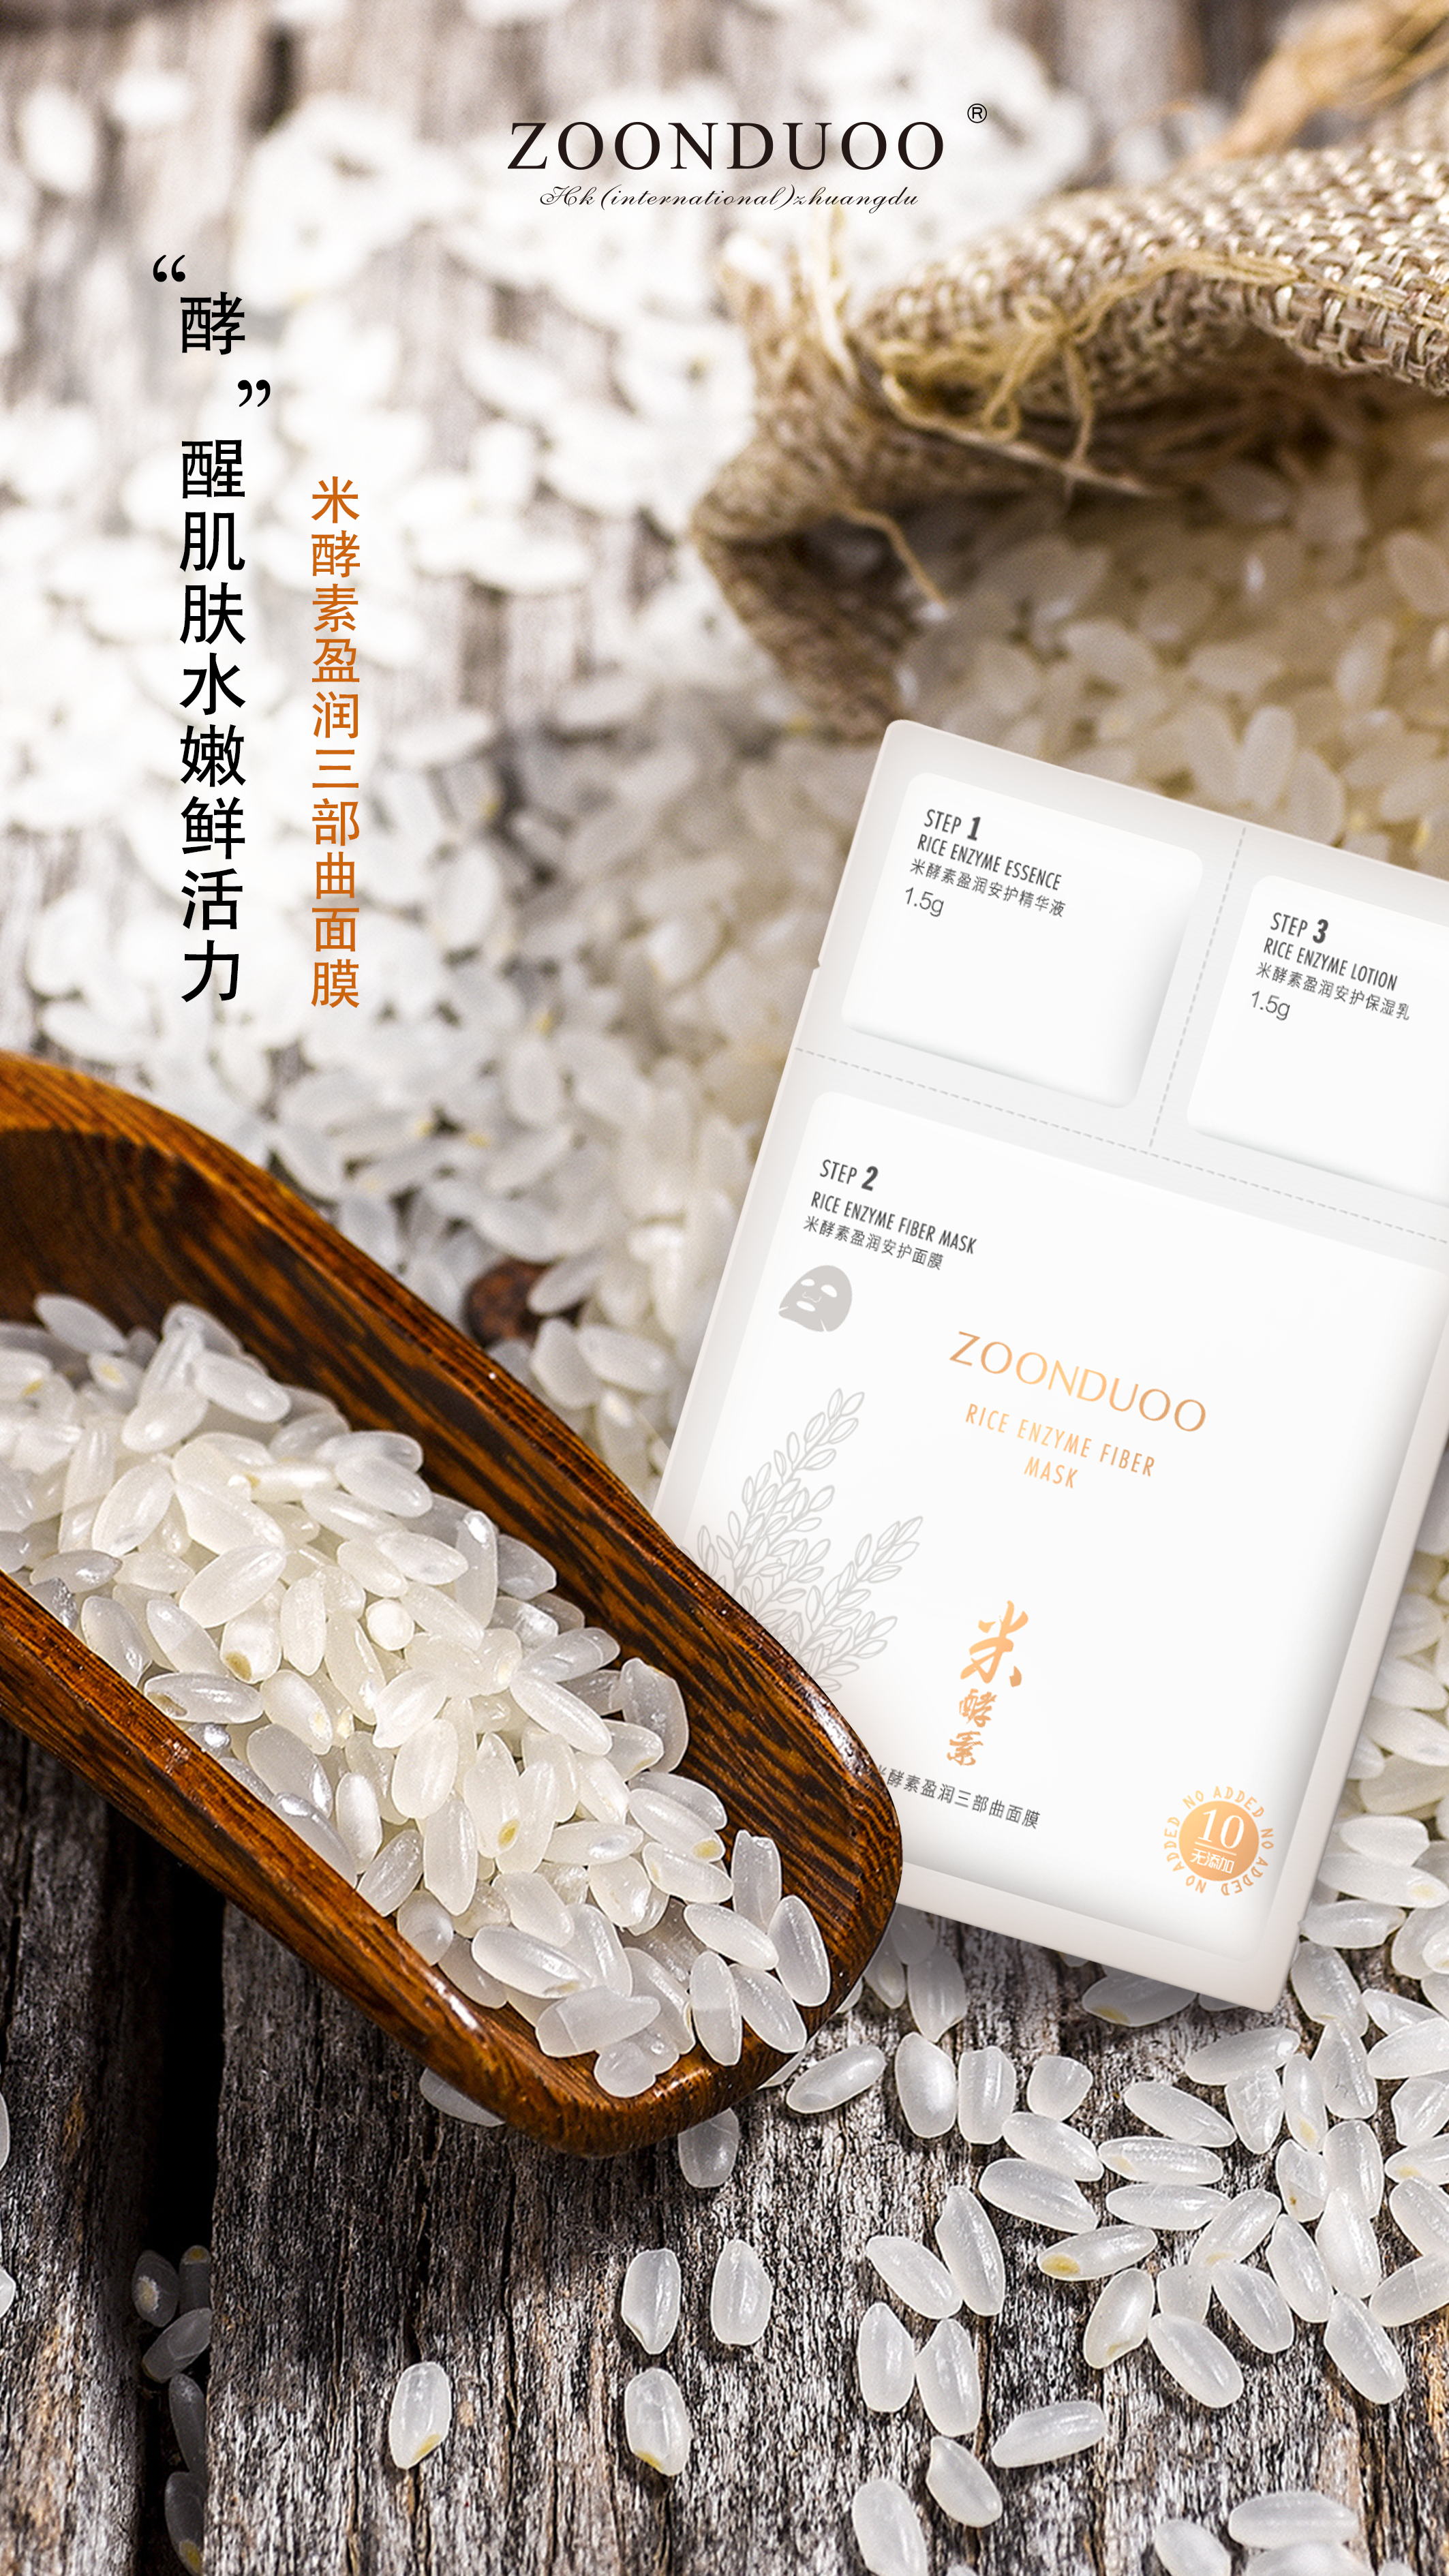 ZOONDUOO®
Hk(international)zhuangdu
“酵”醒肌肤水嫩鲜活力
米酵素盈润三部曲面膜
STEP 1
RICE ENZYME ESSENCE
米酵素盈润安护精华液
1.5g
STEP 3
RICE ENZYME LOTION
米酵素盈润安护保湿乳
1.5g
STEP 2
RICE ENZYME FIBER MASK
米酵素盈润安护面膜
ZOONDUOO
RICE ENZYME FIBER
MASK
米酵素
米酵素盈润三部曲面膜
NO ADDED NO ADDED NO ADDED
10
无添加